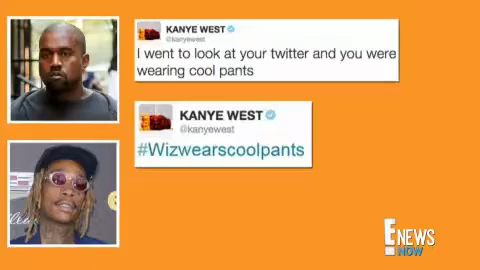 KANYE WEST
@kanyewest
I went to look at your twitter and you were
wearing cool pants
KANYE WEST
@kanyewest
#Wizwearscoolpants
E NEWS
NOW